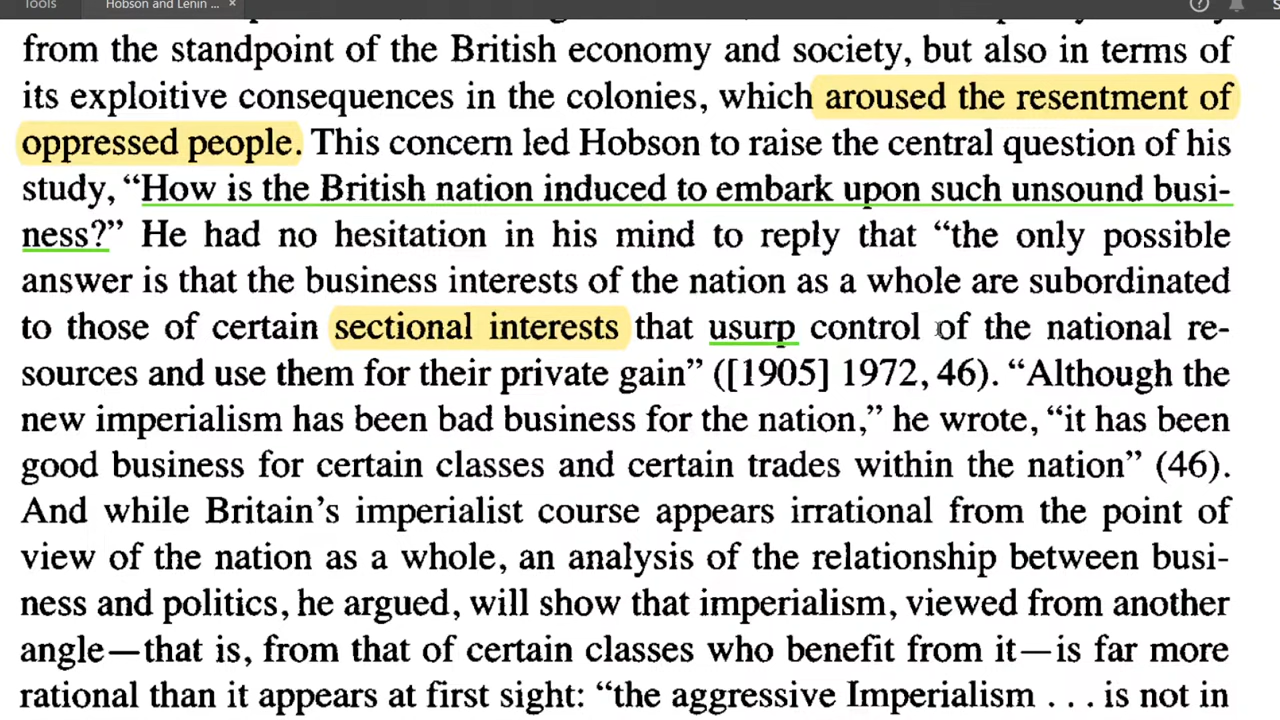 Tools
Hobson and Lenin ... ×
from the standpoint of the British economy and society, but also in terms of
its exploitive consequences in the colonies, which aroused the resentment of
oppressed people. This concern led Hobson to raise the central question of his
study, “How is the British nation induced to embark upon such unsound busi-
ness?” He had no hesitation in his mind to reply that “the only possible
answer is that the business interests of the nation as a whole are subordinated
to those of certain sectional interests that usurp control of the national re-
sources and use them for their private gain” ([1905] 1972, 46). “Although the
new imperialism has been bad business for the nation,” he wrote, “it has been
good business for certain classes and certain trades within the nation” (46).
And while Britain’s imperialist course appears irrational from the point of
view of the nation as a whole, an analysis of the relationship between busi-
ness and politics, he argued, will show that imperialism, viewed from another
angle—that is, from that of certain classes who benefit from it—is far more
rational than it appears at first sight: “the aggressive Imperialism . . . is not in